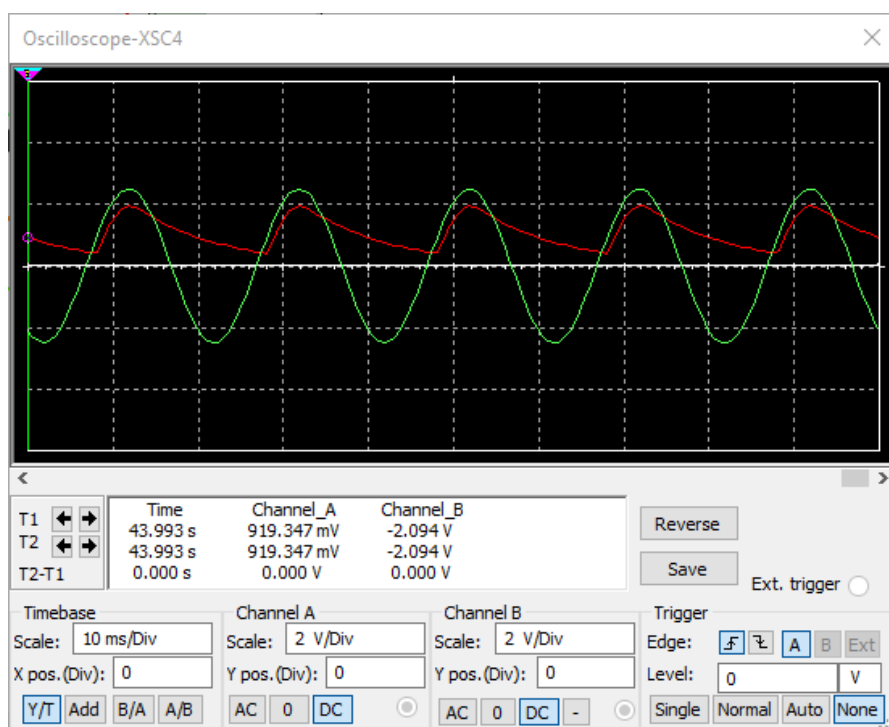 Oscilloscope-XSC4
Time Channel_A Channel_B
T1 43.993 s 919.347 mV -2.094 V
T2 43.993 s 919.347 mV -2.094 V
T2-T1 0.000 s 0.000 V 0.000 V
Reverse
Save
Ext. trigger
Timebase
Scale: 10 ms/Div
X pos.(Div): 0
Y/T Add B/A A/B
Channel A
Scale: 2 V/Div
Y pos.(Div): 0
AC 0 DC
Channel B
Scale: 2 V/Div
Y pos.(Div): 0
AC 0 DC -
Trigger
Edge: A B Ext
Level: 0 V
Single Normal Auto None